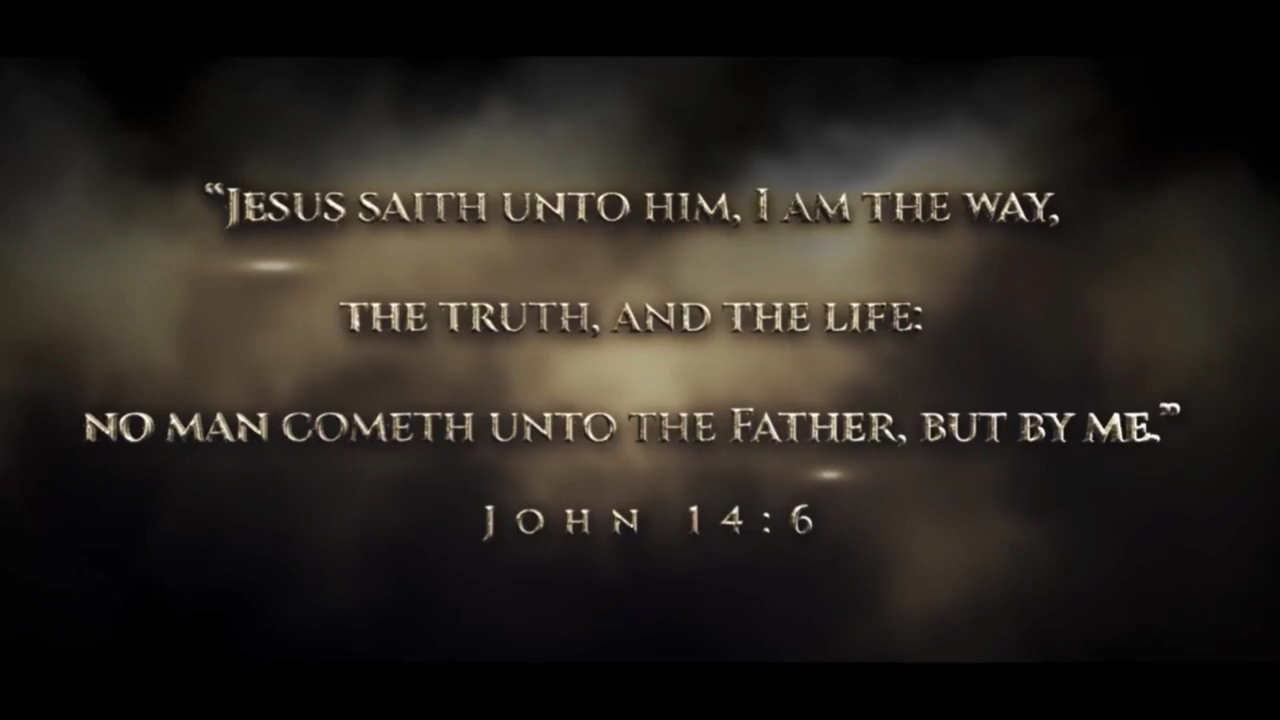 “Jesus saith unto him, I am the way,
the truth, and the life:
no man cometh unto the Father, but by me.”
John 14:6